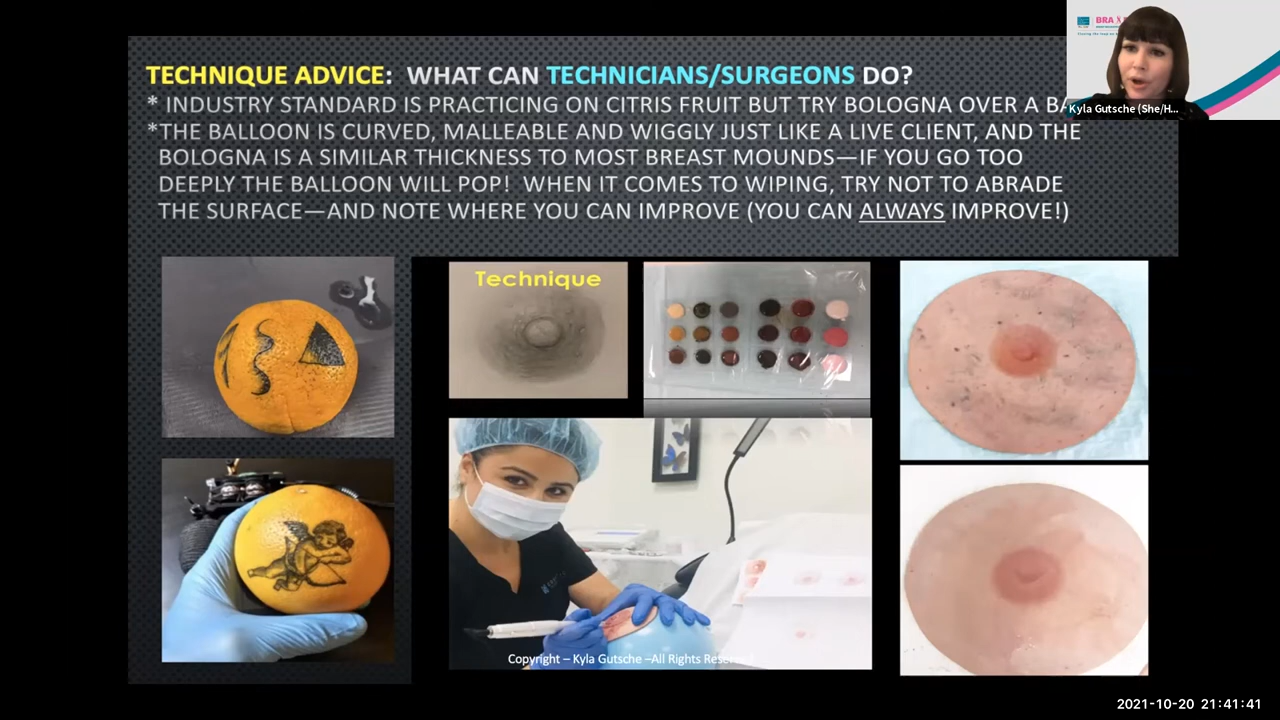 TECHNIQUE ADVICE: WHAT CAN TECHNICIANS/SURGEONS DO?
* INDUSTRY STANDARD IS PRACTICING ON CITRIS FRUIT BUT TRY BOLOGNA OVER A
*THE BALLOON IS CURVED, MALLEABLE AND WIGGLY JUST LIKE A LIVE CLIENT, AND THE
BOLOGNA IS A SIMILAR THICKNESS TO MOST BREAST MOUNDS—IF YOU GO TOO
DEEPLY THE BALLOON WILL POP! WHEN IT COMES TO WIPING, TRY NOT TO ABRADE
THE SURFACE—AND NOTE WHERE YOU CAN IMPROVE (YOU CAN ALWAYS IMPROVE!)
BRA
Kyla Gutsche (She/H...
Technique
Copyright – Kyla Gutsche –All Rights
2021-10-20 21:41:41